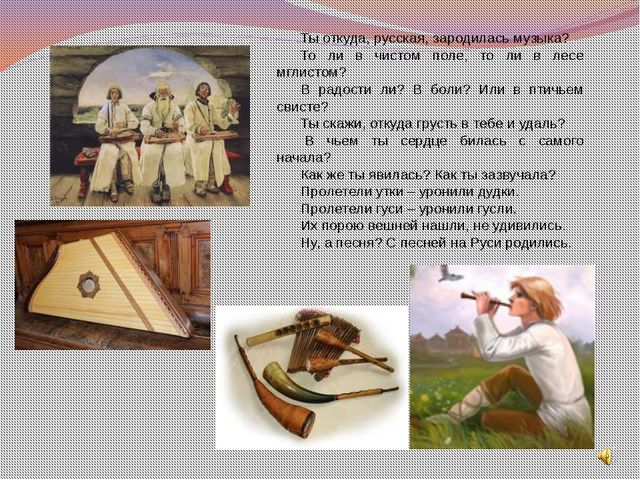 Ты откуда, русская, зародилась музыка?
То ли в чистом поле, то ли в лесе
мглистом?
В радости ли? В боли? Или в птичьем
свисте?
Ты скажи, откуда грусть в тебе и удаль?
В чьем ты сердце билась с самого
начала?
Как же ты явилась? Как ты зазвучала?
Пролетели утки – уронили дудки.
Пролетели гуси – уронили гусли.
Их порою вешней нашли, не удивились.
Ну, а песня? С песней на Руси родились.